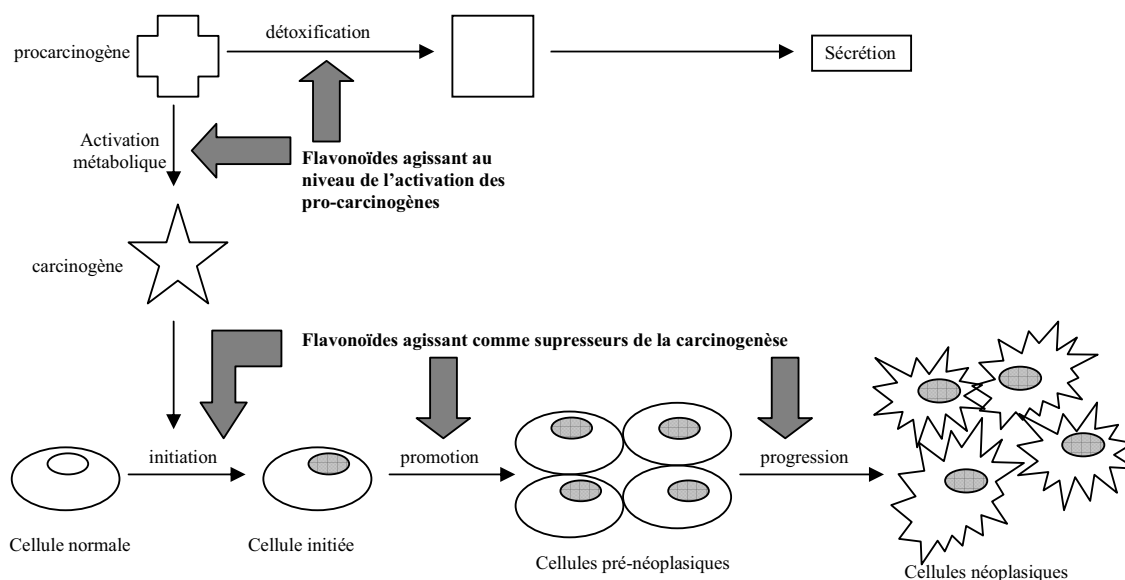 procarcinogène
détoxification
Sécrétion
Activation
métabolique
Flavonoïdes agissant au
niveau de l’activation des
pro-carcinogènes
carcinogène
Flavonoïdes agissant comme supresseurs de la carcinogenèse
initiation
promotion
progression
Cellule normale
Cellule initiée
Cellules pré-néoplasiques
Cellules néoplasiques